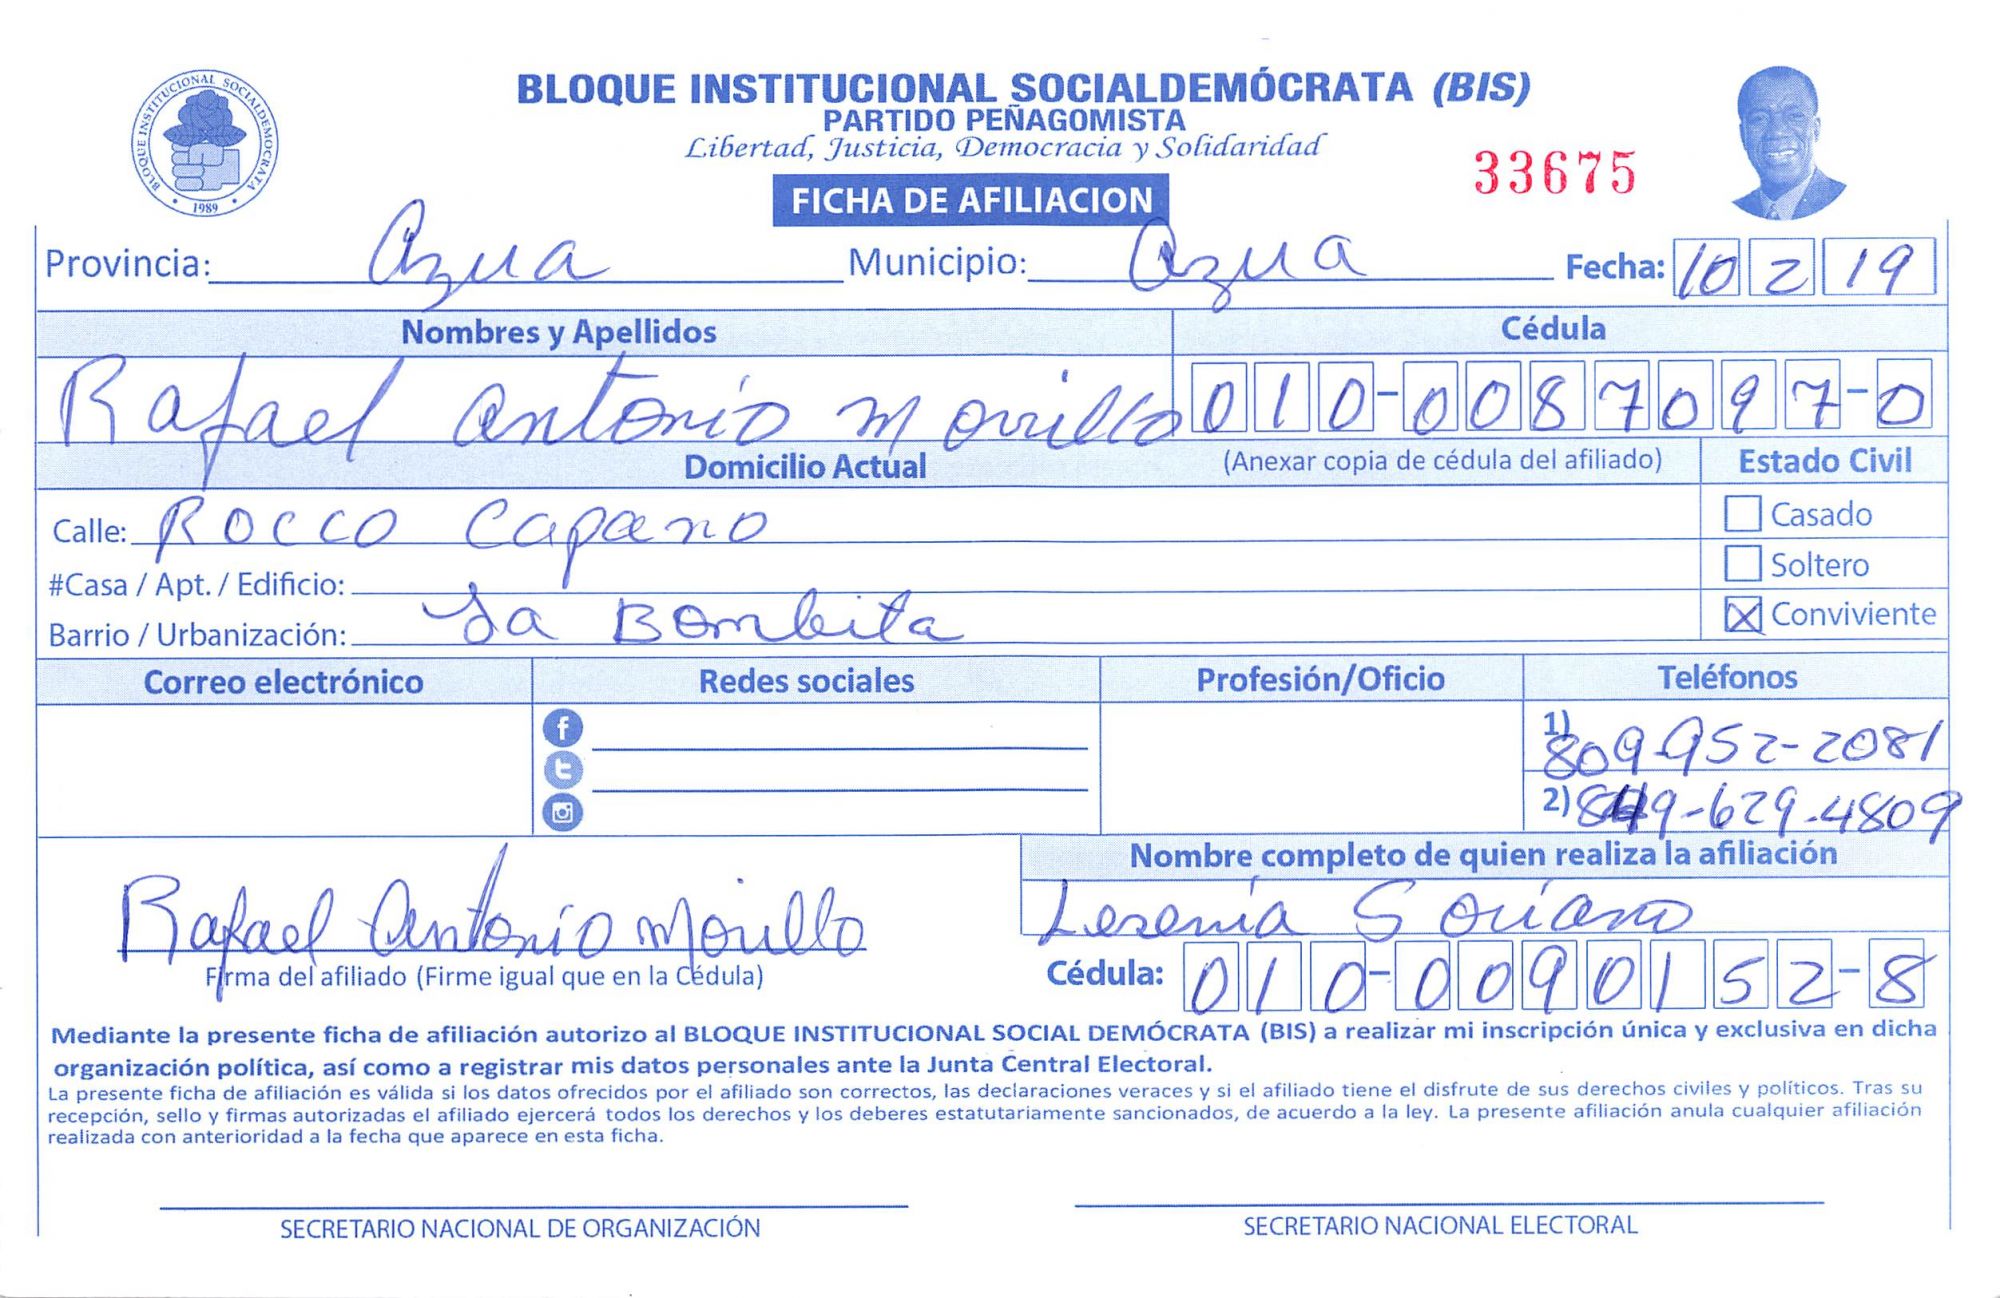 BLOQUE INSTITUCIONAL SOCIALDEMOCRATA
1989
BLOQUE INSTITUCIONAL SOCIALDEMÓCRATA (BIS)
PARTIDO PEÑAGOMISTA
Libertad, Justicia, Democracia y Solidaridad
33675
FICHA DE AFILIACION
Provincia: Azua Municipio: Azua Fecha: 10 2 19
Nombres y Apellidos Cédula
Rafael Antonio Morillo 010-0087097-0
Domicilio Actual (Anexar copia de cédula del afiliado) Estado Civil
Calle: Rocco Capano Casado
#Casa / Apt. / Edificio: Soltero
Barrio / Urbanización: La Bombita Conviviente
Correo electrónico Redes sociales Profesión/Oficio Teléfonos
1) 809-952-2081
2) 849-629-4809
Nombre completo de quien realiza la afiliación
Rafael Antonio Morillo Lesenia Soriano
Firma del afiliado (Firme igual que en la Cédula) Cédula: 010-0090152-8
Mediante la presente ficha de afiliación autorizo al BLOQUE INSTITUCIONAL SOCIAL DEMÓCRATA (BIS) a realizar mi inscripción única y exclusiva en dicha
organización política, así como a registrar mis datos personales ante la Junta Central Electoral.
La presente ficha de afiliación es válida si los datos ofrecidos por el afiliado son correctos, las declaraciones veraces y si el afiliado tiene el disfrute de sus derechos civiles y políticos. Tras su
recepción, sello y firmas autorizadas el afiliado ejercerá todos los derechos y los deberes estatutariamente sancionados, de acuerdo a la ley. La presente afiliación anula cualquier afiliación
realizada con anterioridad a la fecha que aparece en esta ficha.
SECRETARIO NACIONAL DE ORGANIZACIÓN SECRETARIO NACIONAL ELECTORAL